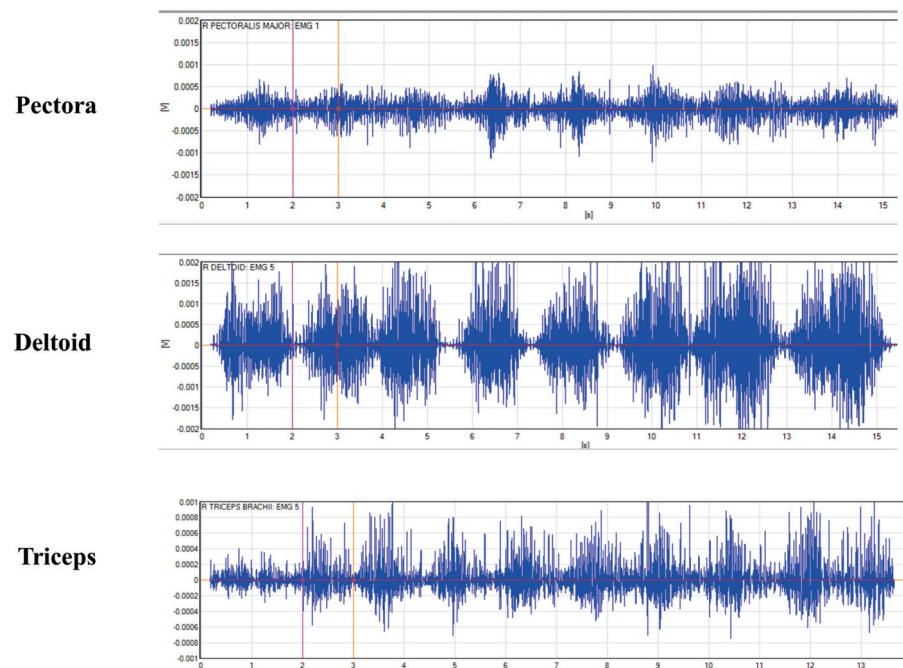 R PECTORALIS MAJOR: EMG 1
Pectora
[V]
0.002
0.0015
0.001
0.0005
0
-0.0005
-0.001
-0.0015
-0.002
0 1 2 3 4 5 6 7 8 9 10 11 12 13 14 15
[s]
R DELTOID: EMG 5
Deltoid
[V]
0.002
0.0015
0.001
0.0005
0
-0.0005
-0.001
-0.0015
-0.002
0 1 2 3 4 5 6 7 8 9 10 11 12 13 14 15
[s]
R TRICEPS BRACHII: EMG 5
Triceps
0.001
0.0008
0.0006
0.0004
0.0002
0
-0.0002
-0.0004
-0.0006
-0.0008
-0.001
0 1 2 3 4 5 6 7 8 9 10 11 12 13